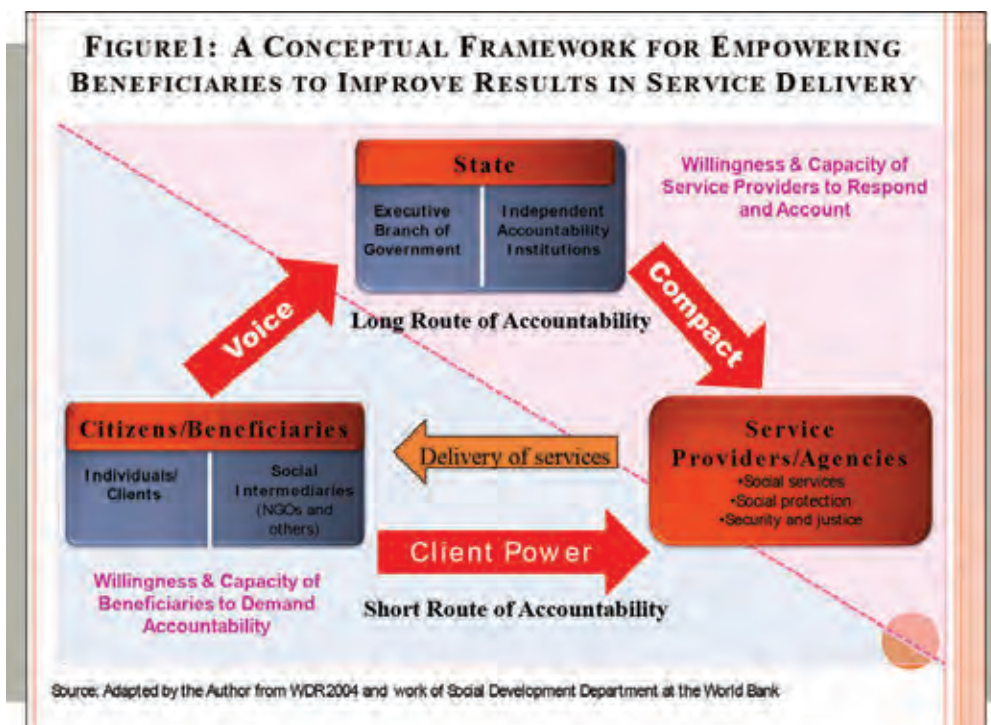 FIGURE1: A CONCEPTUAL FRAMEWORK FOR EMPOWERING
BENEFICIARIES TO IMPROVE RESULTS IN SERVICE DELIVERY
State
Executive
Branch of
Government
Independent
Accountability
Institutions
Willingness & Capacity of
Service Providers to Respond
and Account
Voice
Compact
Long Route of Accountability
Citizens/Beneficiaries
Individuals/
Clients
Social
Intermediaries
(NGOs and
others)
Delivery of services
Service
Providers/Agencies
•Social services
•Social protection
•Security and justice
Client Power
Willingness & Capacity of
Beneficiaries to Demand
Accountability
Short Route of Accountability
Source: Adapted by the Author from WDR2004 and work of Social Development Department at the World Bank